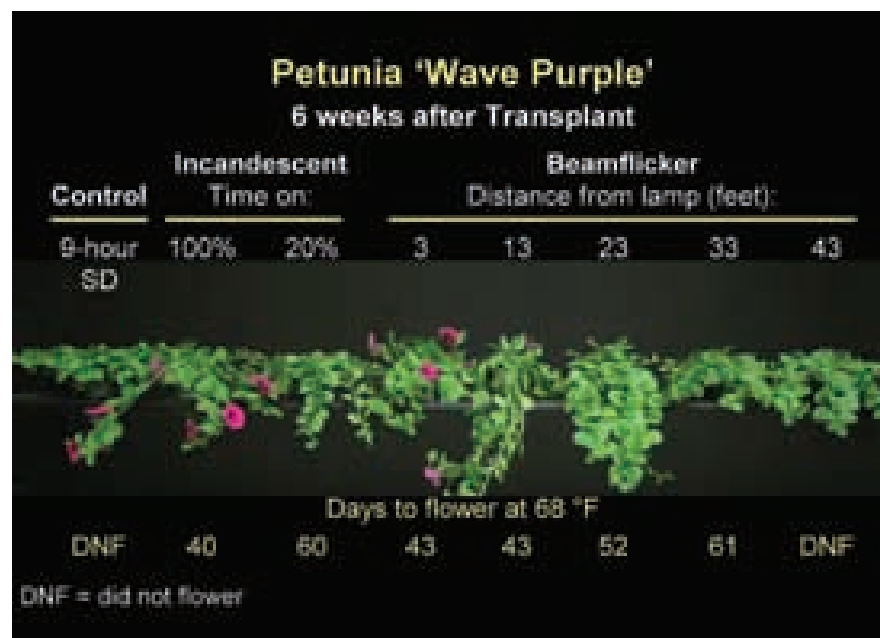 Petunia 'Wave Purple'
6 weeks after Transplant
Incandescent Beamflicker
Control Time on: Distance from lamp (feet):
9-hour 100% 20% 3 13 23 33 43
SD
Days to flower at 68 °F
DNF 40 60 43 43 52 61 DNF
DNF = did not flower